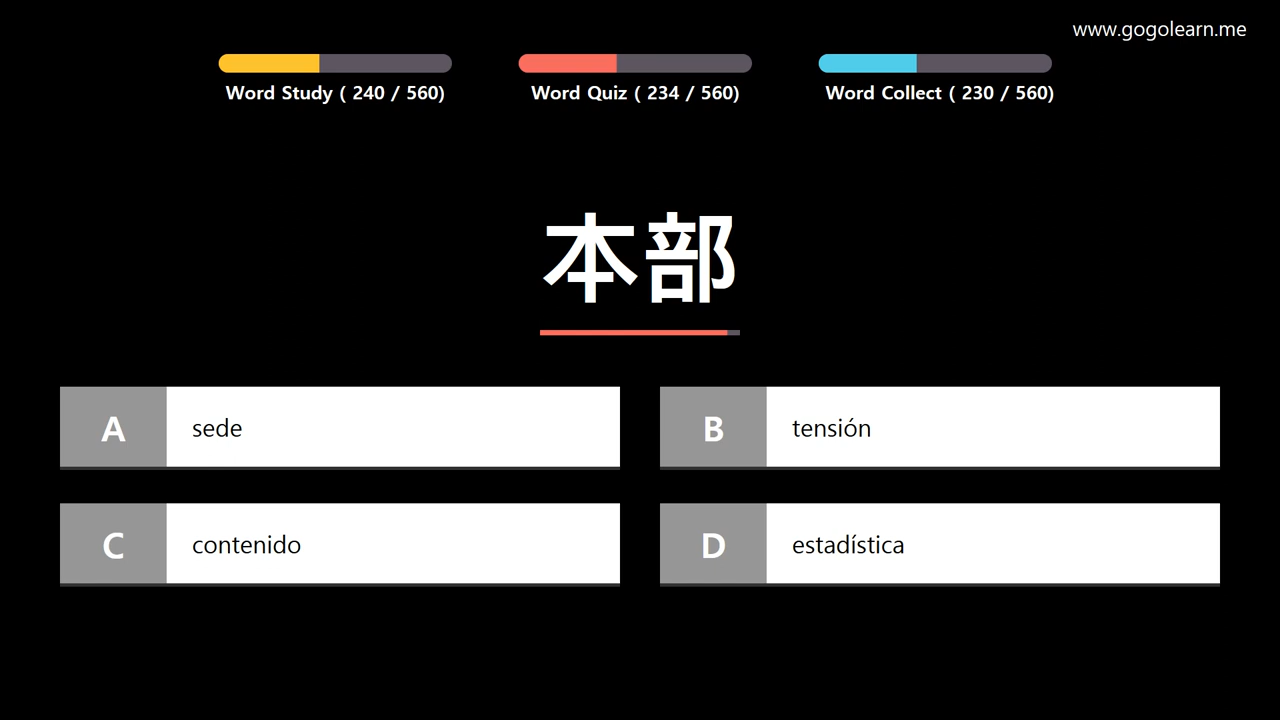 www.gogolearn.me
Word Study ( 240 / 560)
Word Quiz ( 234 / 560)
Word Collect ( 230 / 560)
本部
A sede
B tensión
C contenido
D estadística